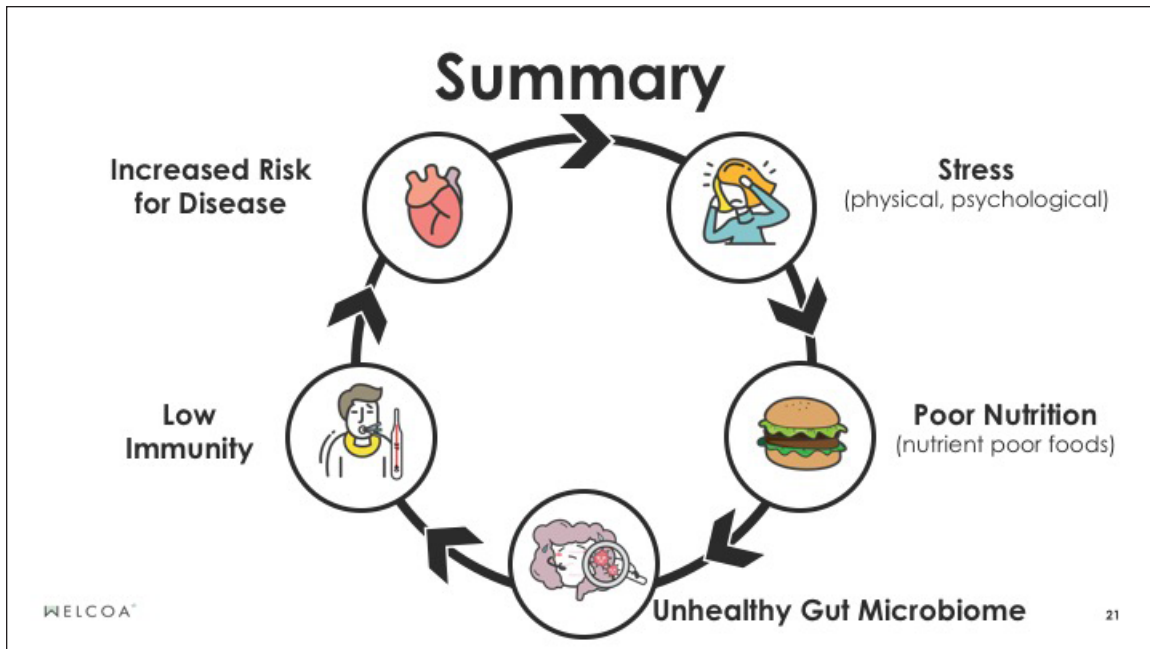 Summary
Increased Risk
for Disease
Stress
(physical, psychological)
Low
Immunity
Poor Nutrition
(nutrient poor foods)
Unhealthy Gut Microbiome
WELCOA®
21